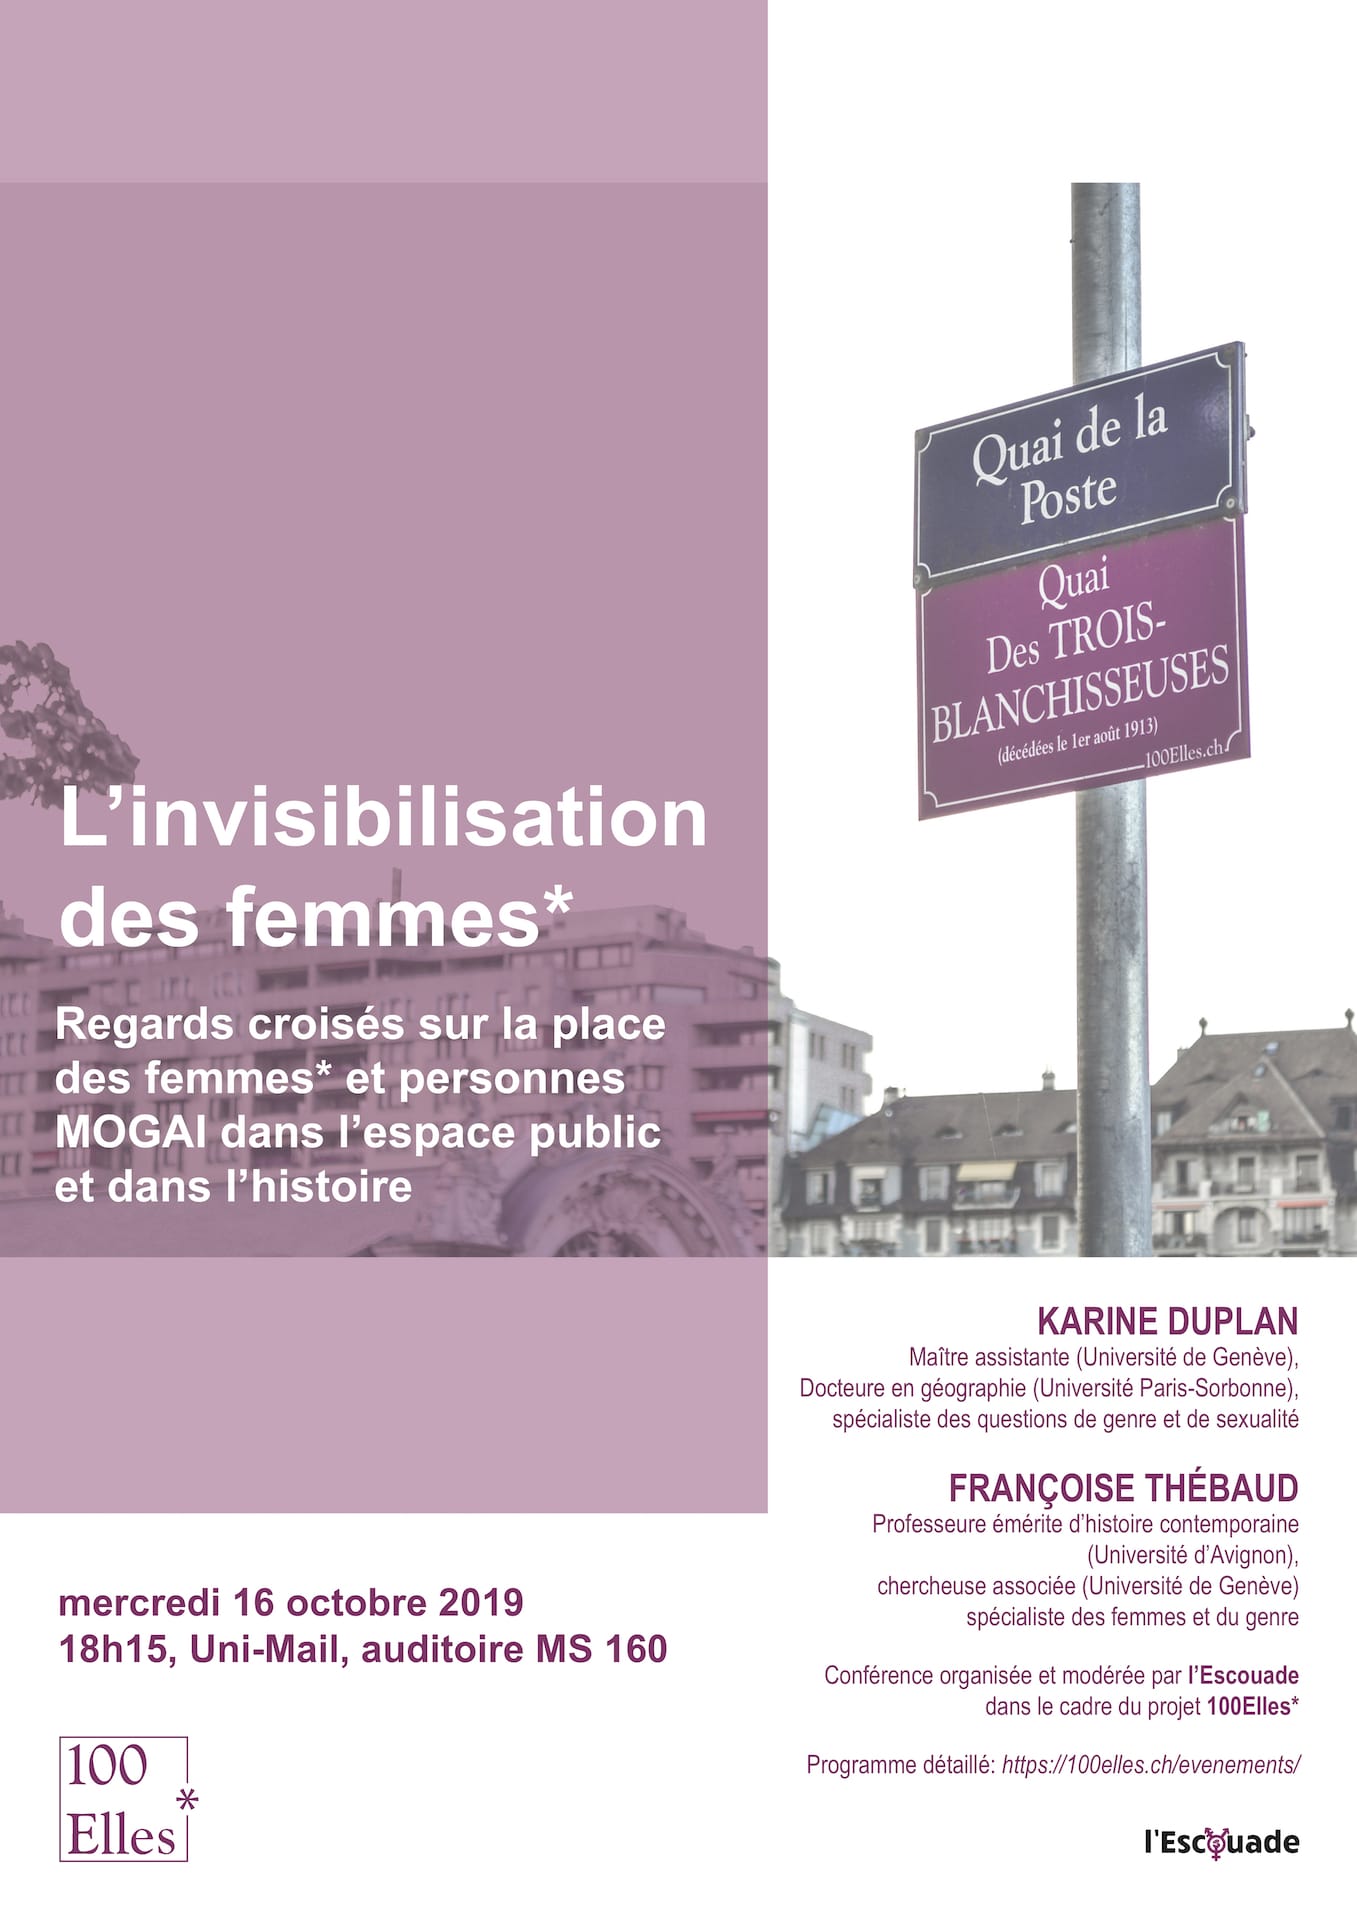 Quai de la
Poste
Quai
Des TROIS-
BLANCHISSEUSES
(décédées le 1er août 1913)
100Elles.ch
L'invisibilisation
des femmes*
Regards croisés sur la place
des femmes* et personnes
MOGAI dans l'espace public
et dans l'histoire
KARINE DUPLAN
Maître assistante (Université de Genève),
Docteure en géographie (Université Paris-Sorbonne),
spécialiste des questions de genre et de sexualité
FRANÇOISE THÉBAUD
Professeure émérite d'histoire contemporaine
(Université d'Avignon),
chercheuse associée (Université de Genève)
spécialiste des femmes et du genre
Conférence organisée et modérée par l'Escouade
dans le cadre du projet 100Elles*
Programme détaillé: https://100elles.ch/evenements/
mercredi 16 octobre 2019
18h15, Uni-Mail, auditoire MS 160
100
Elles*
l'Escouade